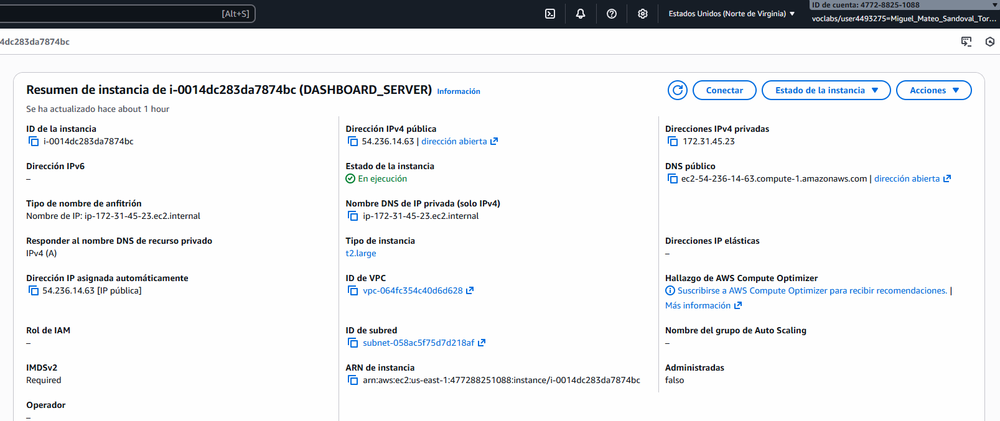 [Alt+S]
Estados Unidos (Norte de Virginia)
ID de cuenta: 4772-8825-1088
voclabs/user4493275=Miguel_Mateo_Sandoval_Tor...
4dc283da7874bc
Resumen de instancia de i-0014dc283da7874bc (DASHBOARD_SERVER) Información
Conectar
Estado de la instancia
Acciones
Se ha actualizado hace about 1 hour
ID de la instancia
i-0014dc283da7874bc
Dirección IPv4 pública
54.236.14.63 | dirección abierta
Direcciones IPv4 privadas
172.31.45.23
Dirección IPv6
–
Estado de la instancia
En ejecución
DNS público
ec2-54-236-14-63.compute-1.amazonaws.com | dirección abierta
Tipo de nombre de anfitrión
Nombre de IP: ip-172-31-45-23.ec2.internal
Nombre DNS de IP privada (solo IPv4)
ip-172-31-45-23.ec2.internal
Responder al nombre DNS de recurso privado
IPv4 (A)
Tipo de instancia
t2.large
Direcciones IP elásticas
–
Dirección IP asignada automáticamente
54.236.14.63 [IP pública]
ID de VPC
vpc-064fc354c40d6d628
Hallazgo de AWS Compute Optimizer
Suscribirse a AWS Compute Optimizer para recibir recomendaciones. |
Más información
Rol de IAM
–
ID de subred
subnet-058ac5f75d7d218af
Nombre del grupo de Auto Scaling
–
IMDSv2
Required
ARN de instancia
arn:aws:ec2:us-east-1:477288251088:instance/i-0014dc283da7874bc
Administradas
falso
Operador
–